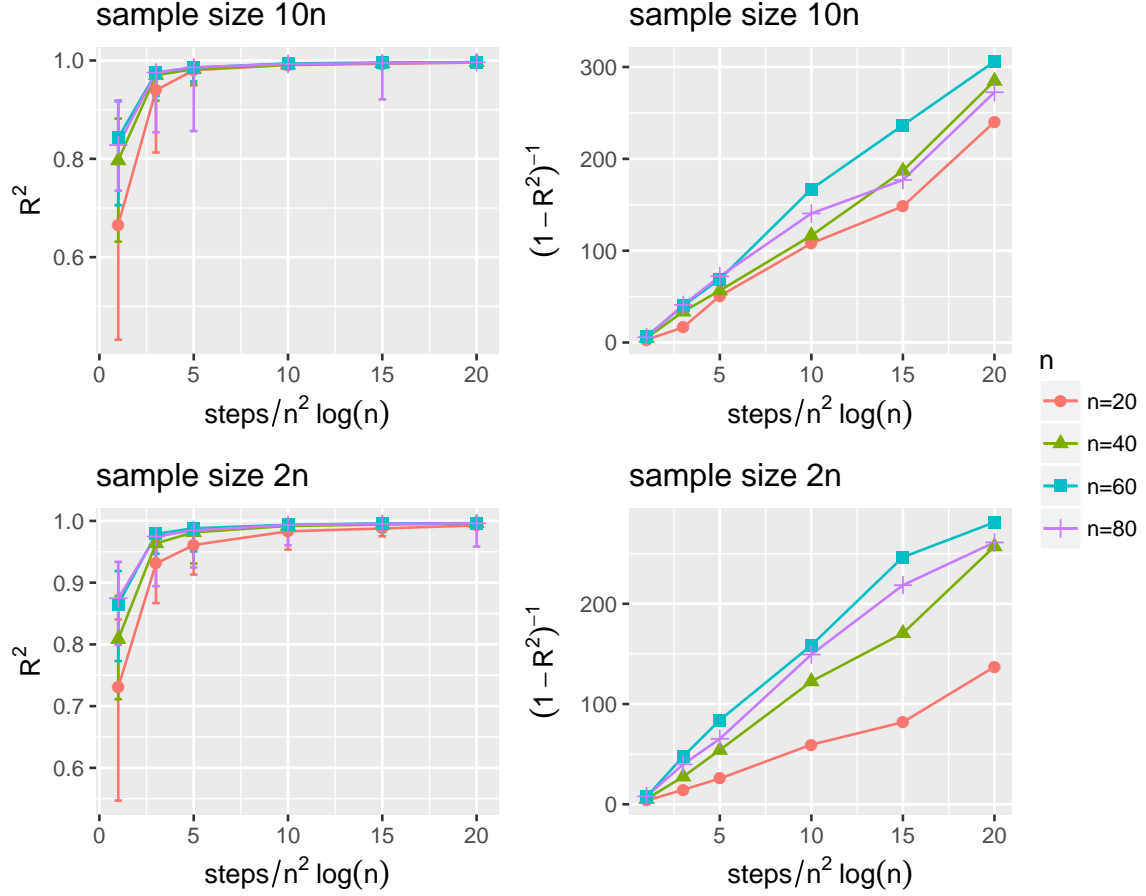 sample size 10n
1.0
0.8
0.6
R²
0 5 10 15 20
steps/n² log(n)
sample size 10n
300
200
100
0
(1 − R²)⁻¹
5 10 15 20
steps/n² log(n)
sample size 2n
1.0
0.9
0.8
0.7
0.6
R²
0 5 10 15 20
steps/n² log(n)
sample size 2n
200
100
0
(1 − R²)⁻¹
5 10 15 20
steps/n² log(n)
n
n=20
n=40
n=60
n=80